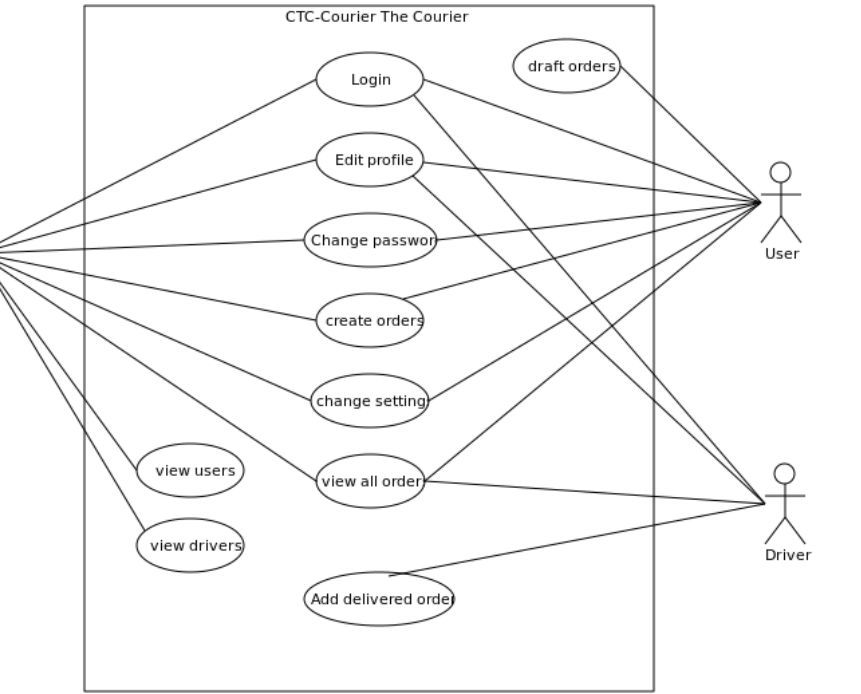 CTC-Courier The Courier
draft orders
Login
Edit profile
Change passwor
create orders
change setting
view all order
view users
view drivers
Add delivered order
User
Driver